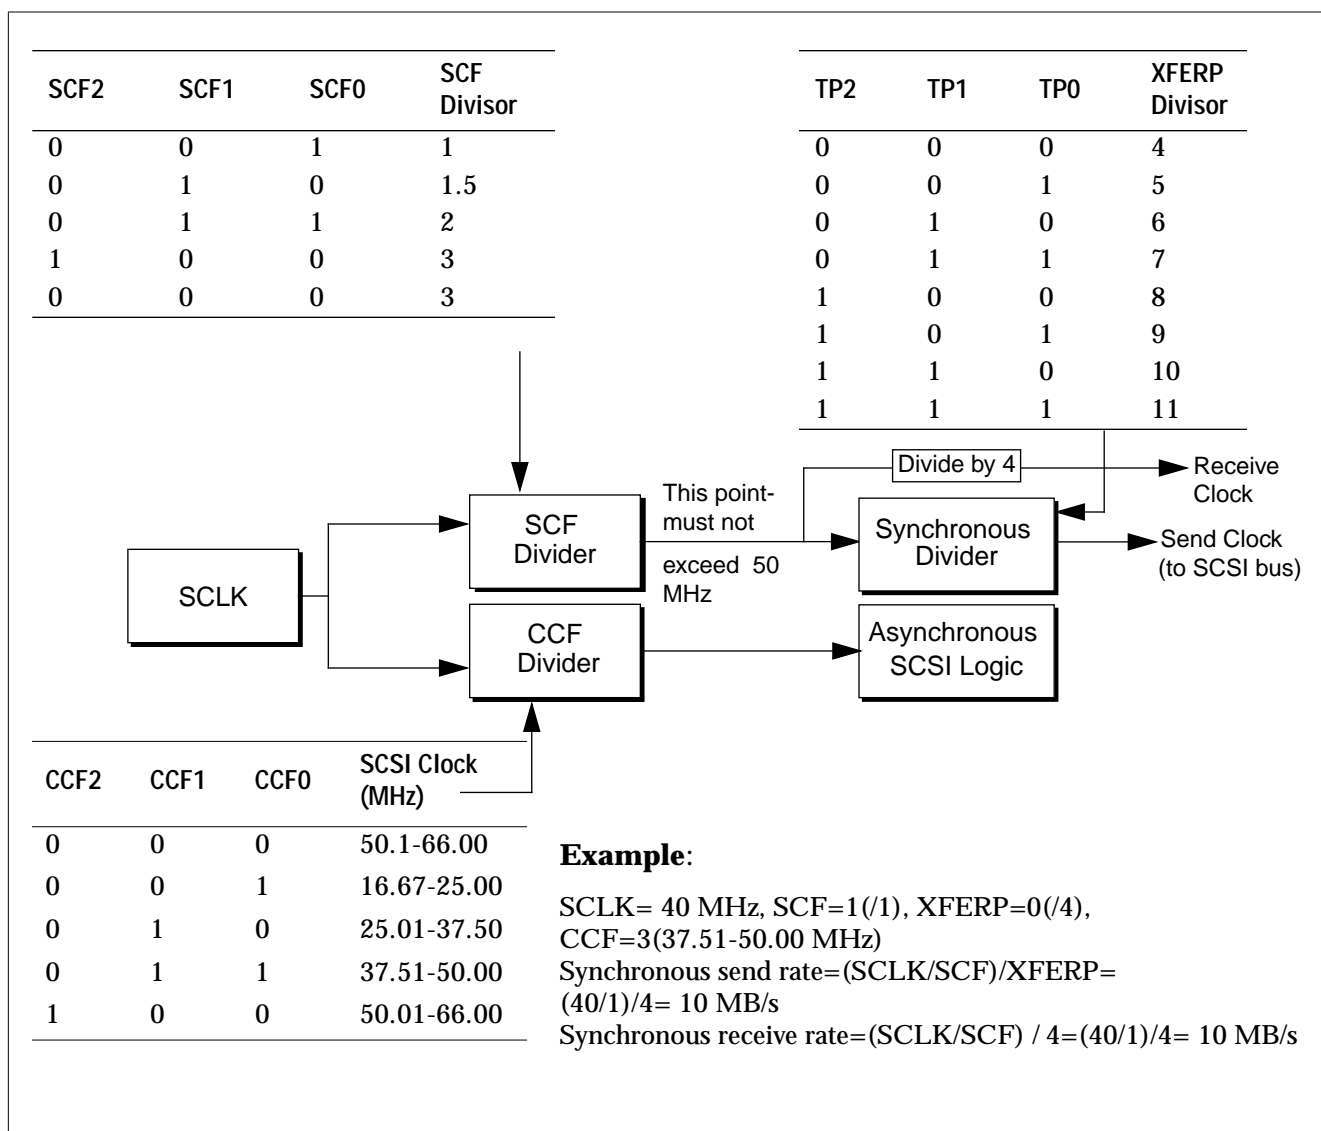 SCF2 SCF1 SCF0 SCF Divisor
0 0 1 1
0 1 0 1.5
0 1 1 2
1 0 0 3
0 0 0 3
TP2 TP1 TP0 XFERP Divisor
0 0 0 4
0 0 1 5
0 1 0 6
0 1 1 7
1 0 0 8
1 0 1 9
1 1 0 10
1 1 1 11
Divide by 4
Receive
Clock
This point-
must not
exceed 50
MHz
SCF
Divider
Synchronous
Divider
Send Clock
(to SCSI bus)
SCLK
CCF
Divider
Asynchronous
SCSI Logic
CCF2 CCF1 CCF0 SCSI Clock (MHz)
0 0 0 50.1-66.00
0 0 1 16.67-25.00
0 1 0 25.01-37.50
0 1 1 37.51-50.00
1 0 0 50.01-66.00
Example:
SCLK= 40 MHz, SCF=1(/1), XFERP=0(/4),
CCF=3(37.51-50.00 MHz)
Synchronous send rate=(SCLK/SCF)/XFERP=
(40/1)/4= 10 MB/s
Synchronous receive rate=(SCLK/SCF) / 4=(40/1)/4= 10 MB/s